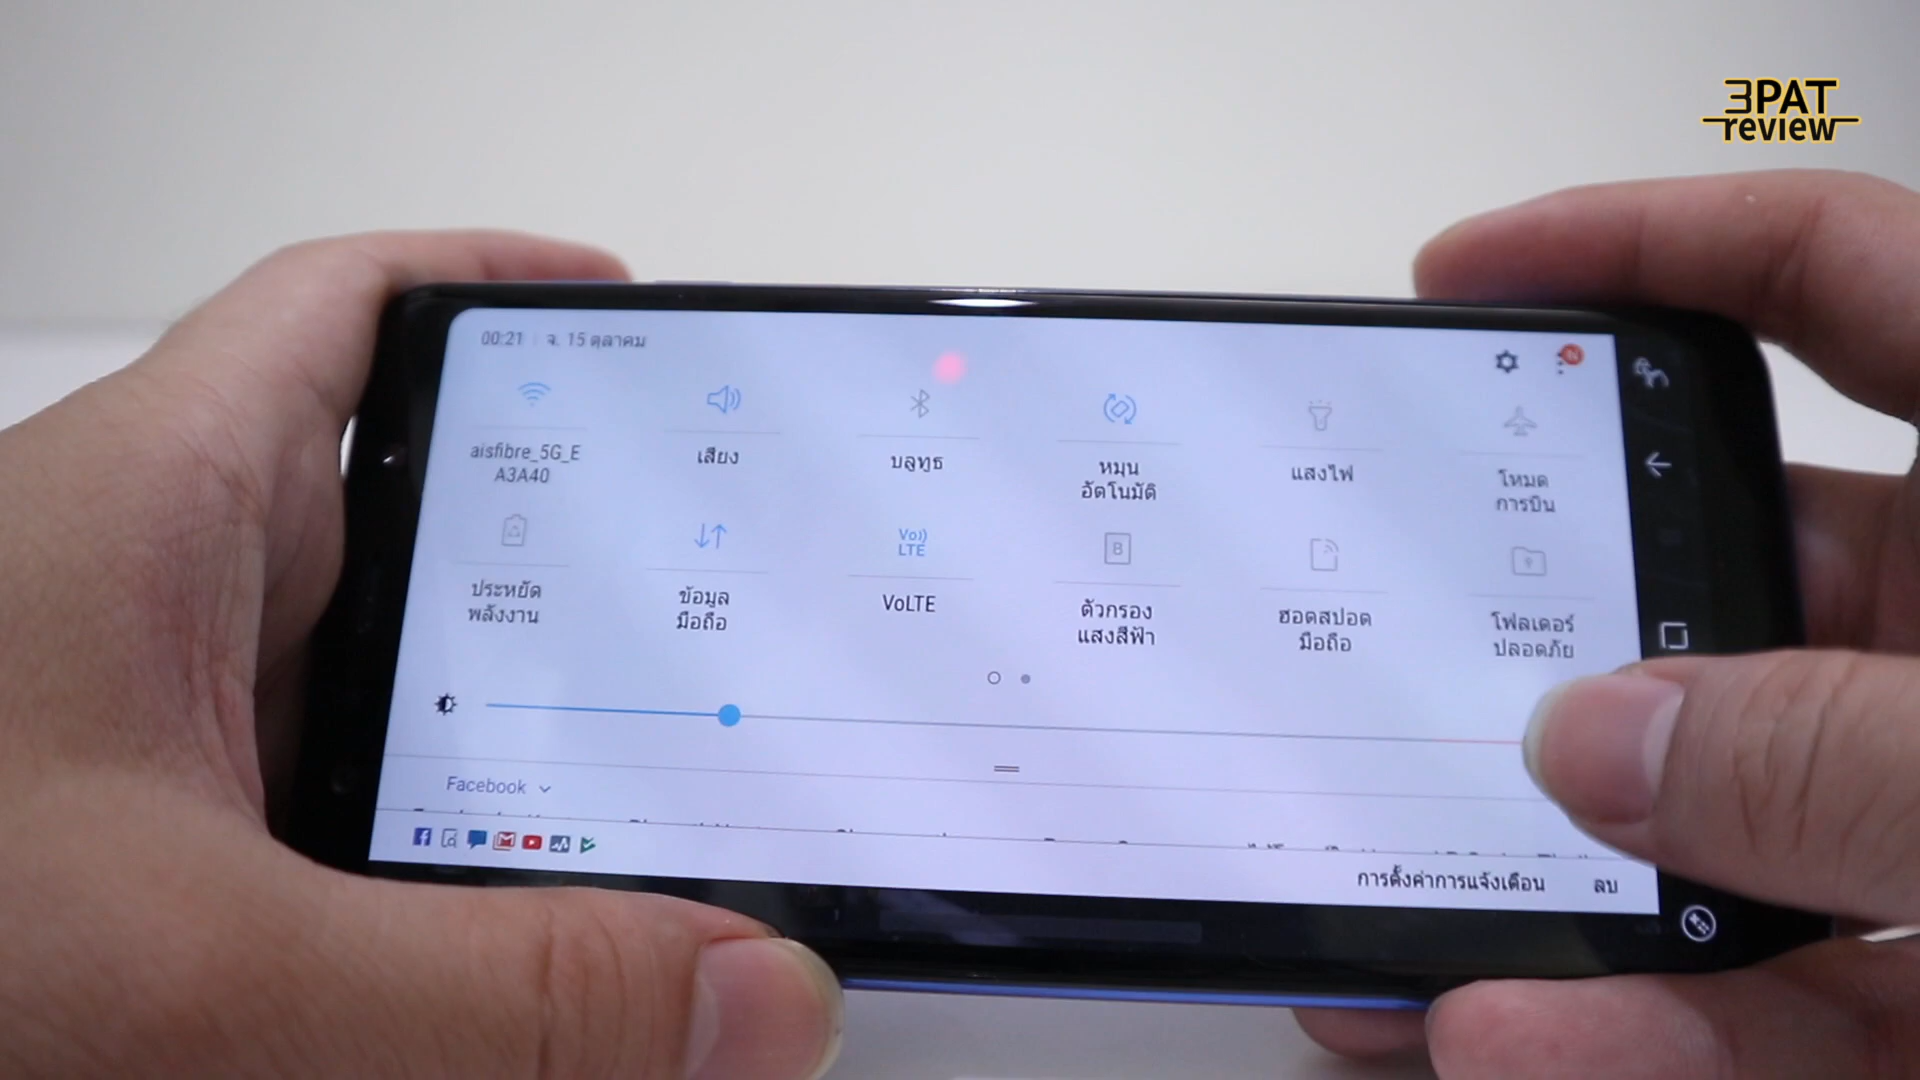 3PAT
review
00:21 | จ. 15 ตุลาคม
N
aisfibre_5G_E
A3A40
เสียง
บลูทูธ
หมุน
อัตโนมัติ
แสงไฟ
โหมด
การบิน
Vo))
LTE
B
ประหยัด
พลังงาน
ข้อมูล
มือถือ
VoLTE
ตัวกรอง
แสงสีฟ้า
ฮอตสปอต
มือถือ
โฟลเดอร์
ปลอดภัย
Facebook
การตั้งค่าการแจ้งเตือน
ลบ